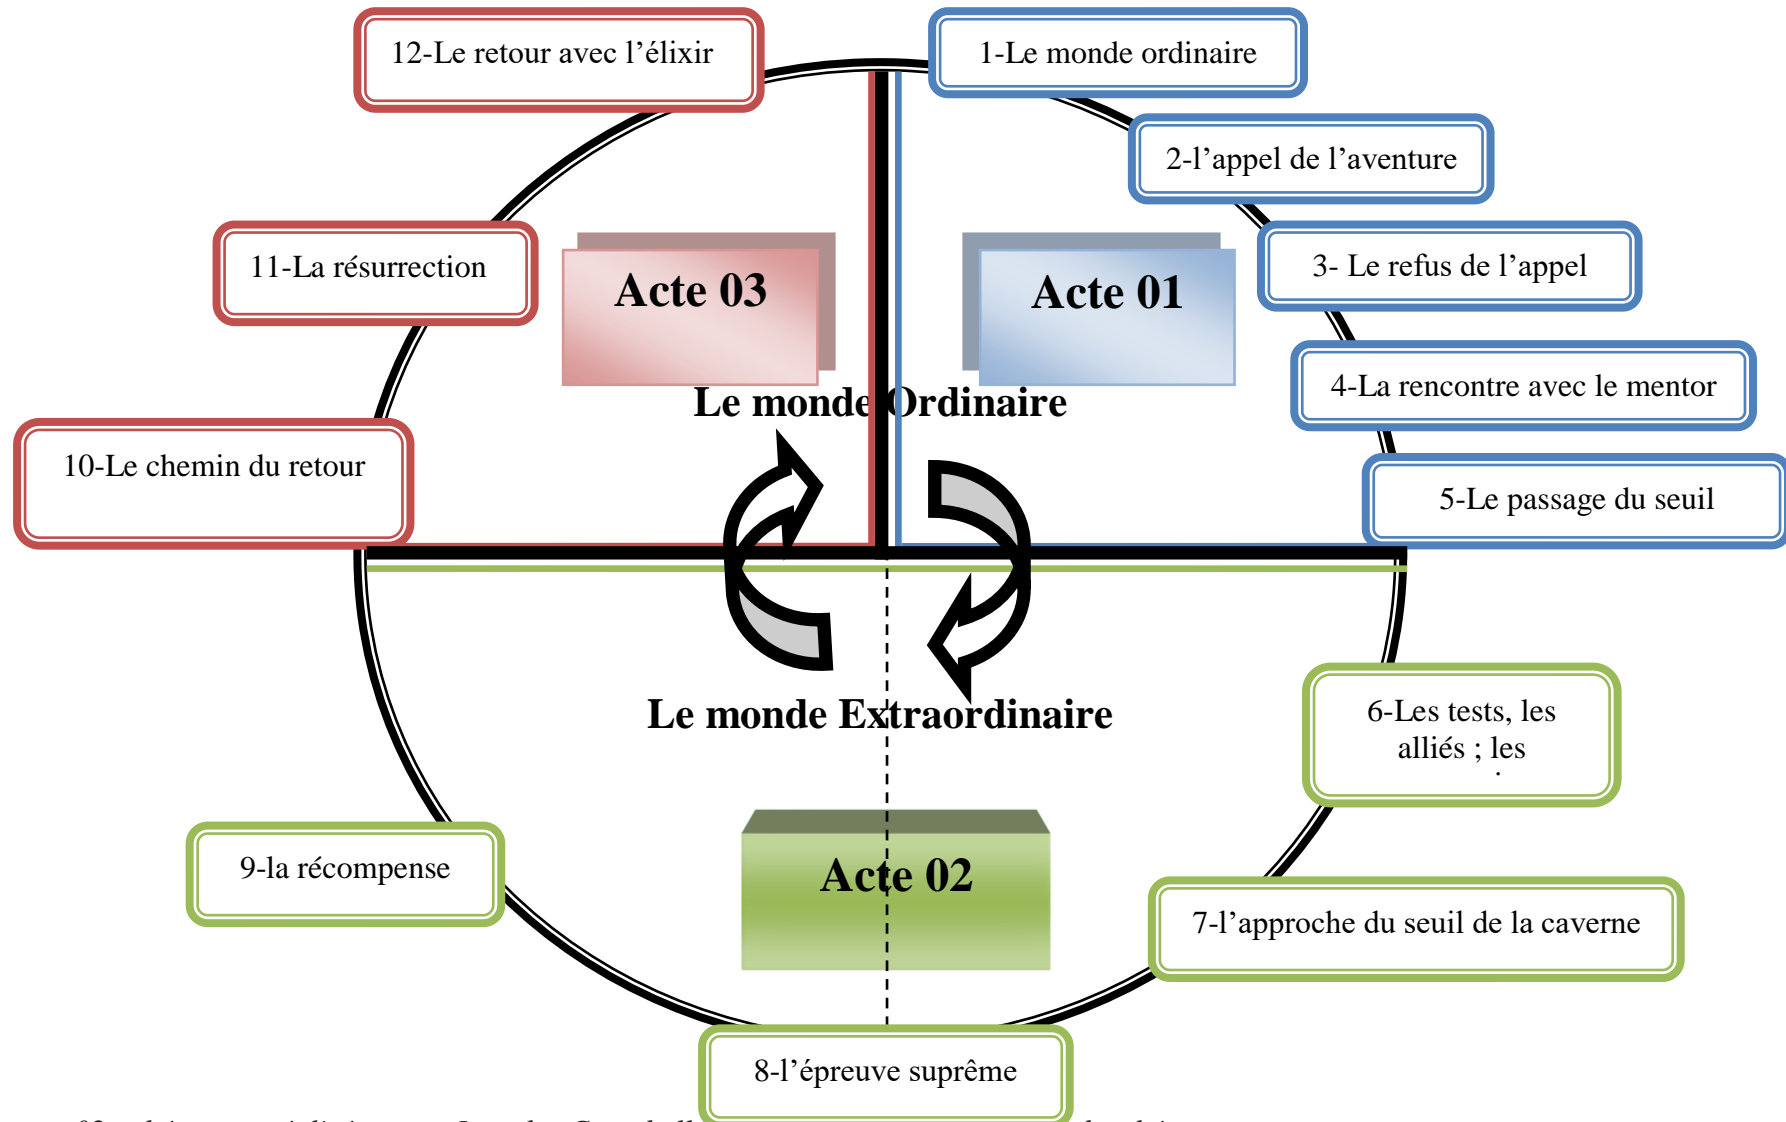 12-Le retour avec l’élixir
1-Le monde ordinaire
2-l’appel de l’aventure
11-La résurrection
3- Le refus de l’appel
Acte 03
Acte 01
4-La rencontre avec le mentor
Le monde Ordinaire
10-Le chemin du retour
5-Le passage du seuil
6-Les tests, les
alliés ; les
Le monde Extraordinaire
9-la récompense
Acte 02
7-l’approche du seuil de la caverne
8-l’épreuve suprême